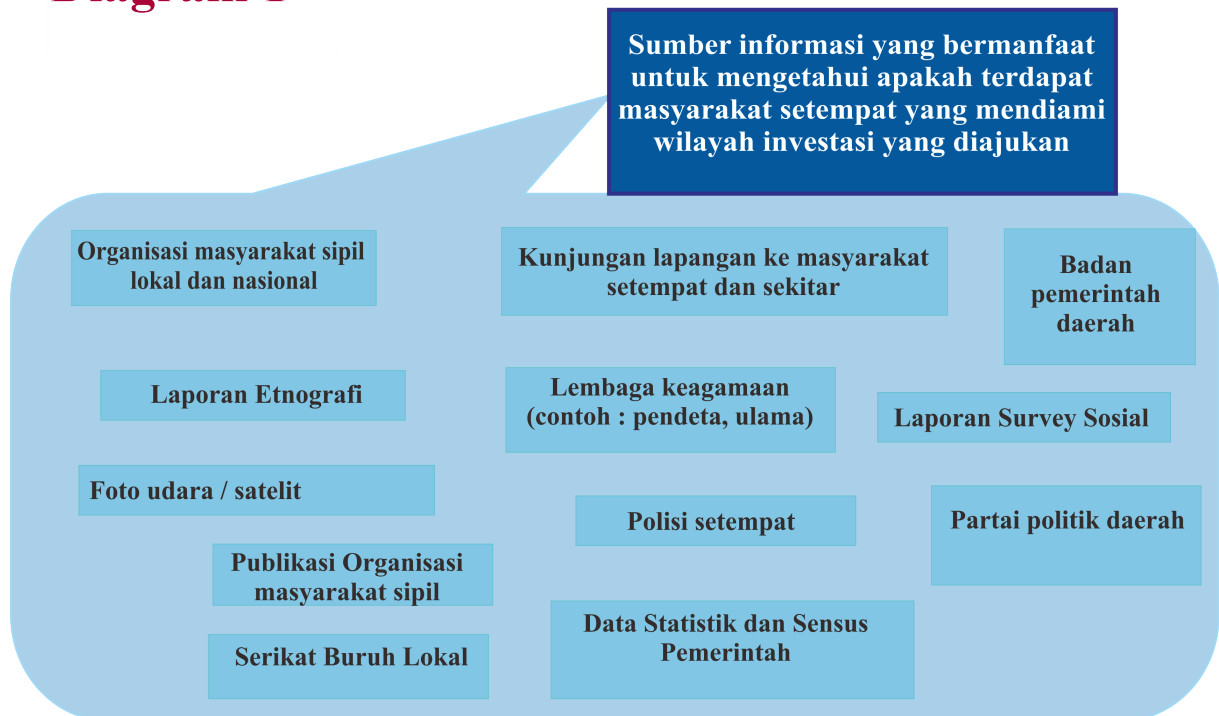 Sumber informasi yang bermanfaat
untuk mengetahui apakah terdapat
masyarakat setempat yang mendiami
wilayah investasi yang diajukan
Organisasi masyarakat sipil
lokal dan nasional
Kunjungan lapangan ke masyarakat
setempat dan sekitar
Badan
pemerintah
daerah
Laporan Etnografi
Lembaga keagamaan
(contoh : pendeta, ulama)
Laporan Survey Sosial
Foto udara / satelit
Polisi setempat
Partai politik daerah
Publikasi Organisasi
masyarakat sipil
Data Statistik dan Sensus
Pemerintah
Serikat Buruh Lokal